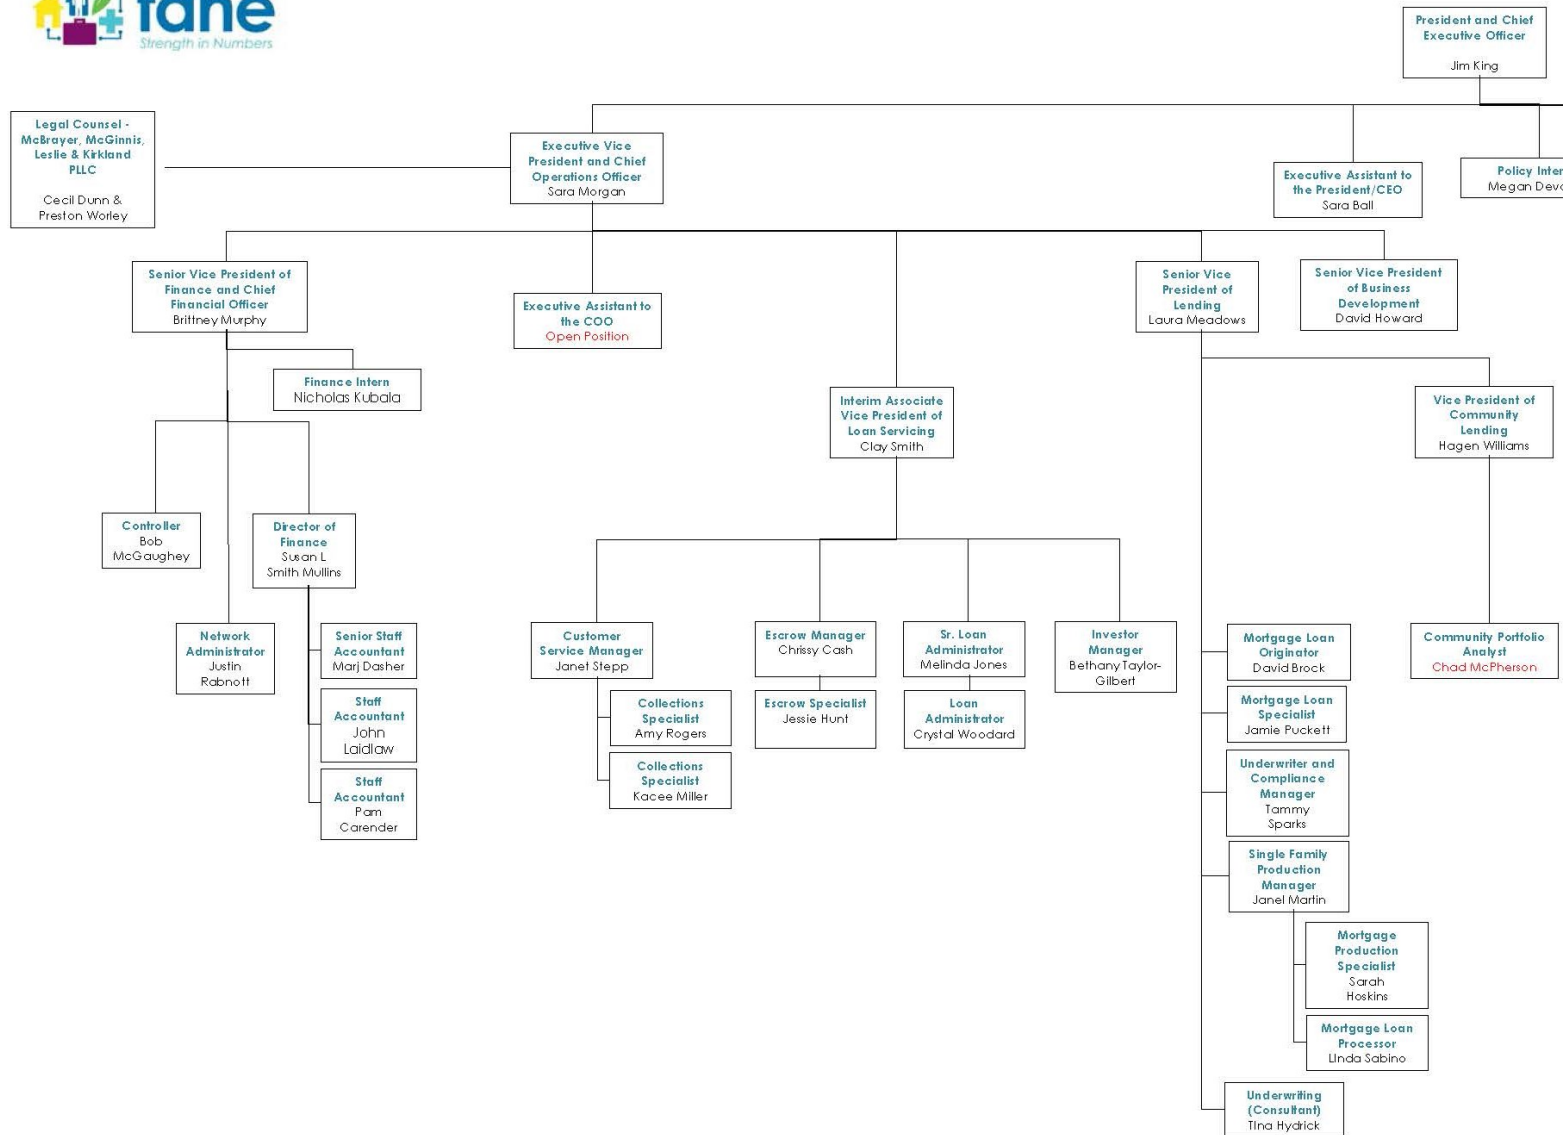 fahe
Strength in Numbers
President and Chief
Executive Officer
Jim King
Legal Counsel -
McBrayer, McGinnis,
Leslie & Kirkland
PLLC
Cecil Dunn &
Preston Worley
Executive Vice
President and Chief
Operations Officer
Sara Morgan
Executive Assistant to
the President/CEO
Sara Ball
Policy
Megan
Senior Vice President of
Finance and Chief
Financial Officer
Brittney Murphy
Executive Assistant to
the COO
Open Position
Senior Vice
President of
Lending
Laura Meadows
Senior Vice President
of Business
Development
David Howard
Finance Intern
Nicholas Kubala
Interim Associate
Vice President of
Loan Servicing
Clay Smith
Vice President of
Community
Lending
Hagen Williams
Controller
Bob
McGaughey
Director of
Finance
Susan L
Smith Mullins
Network
Administrator
Justin
Rabnott
Senior Staff
Accountant
Marj Dasher
Staff
Accountant
John
Laidlaw
Staff
Accountant
Pam
Carender
Customer
Service Manager
Janet Stepp
Collections
Specialist
Amy Rogers
Collections
Specialist
Kacee Miller
Escrow Manager
Chrissy Cash
Escrow Specialist
Jessie Hunt
Sr. Loan
Administrator
Melinda Jones
Loan
Administrator
Crystal Woodard
Investor
Manager
Bethany Taylor-
Gilbert
Mortgage Loan
Originator
David Brock
Mortgage Loan
Specialist
Jamie Puckett
Underwriter and
Compliance
Manager
Tammy
Sparks
Single Family
Production
Manager
Janel Martin
Mortgage
Production
Specialist
Sarah
Hoskins
Mortgage Loan
Processor
Linda Sabino
Underwriting
(Consultant)
Tina Hydrick
Community Portfolio
Analyst
Chad McPherson